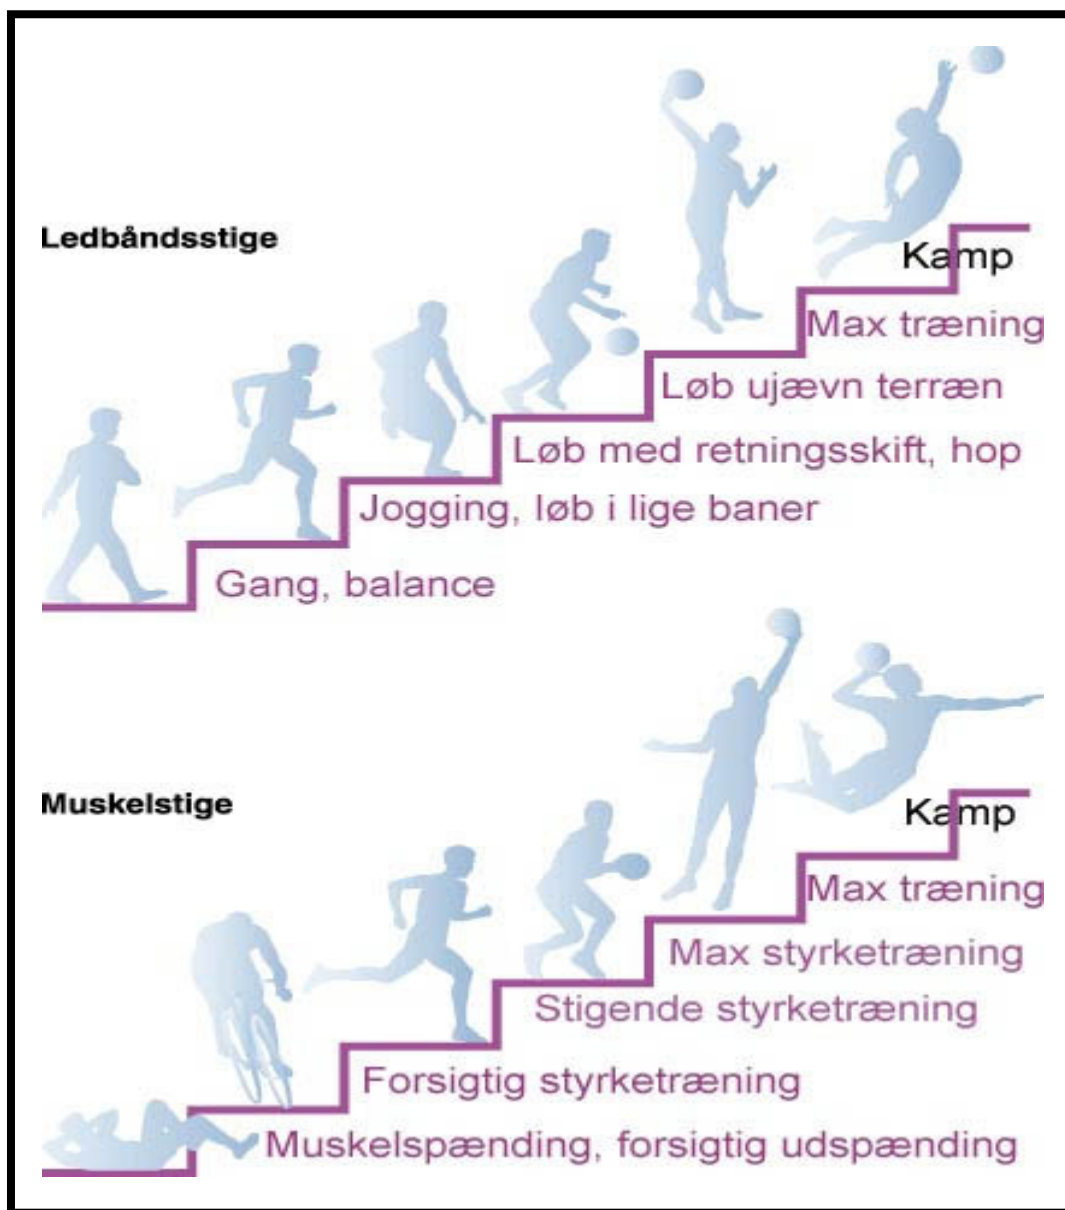 Ledbåndsstige
Kamp
Max træning
Løb ujævn terræn
Løb med retningsskift, hop
Jogging, løb i lige baner
Gang, balance
Muskelstige
Kamp
Max træning
Max styrketræning
Stigende styrketræning
Forsigtig styrketræning
Muskelspænding, forsigtig udspænding